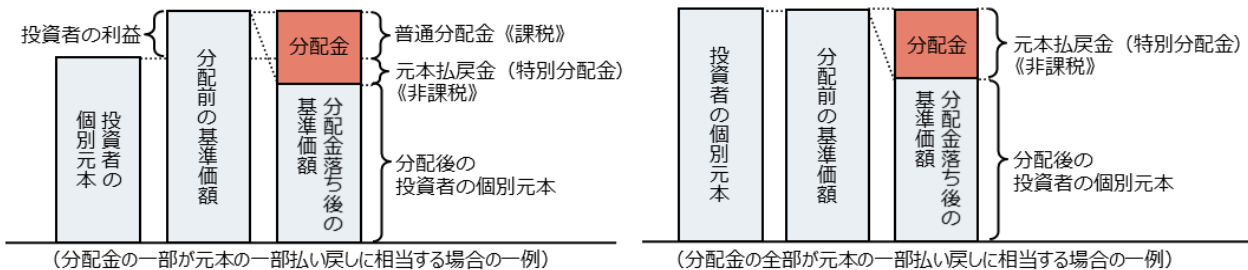 投資者の利益
投資者の
個別元本
分配前の基準価額
分配金
分配金落ち後の
基準価額
普通分配金《課税》
元本払戻金（特別分配金）
《非課税》
分配後の
投資者の個別元本
（分配金の一部が元本の一部払い戻しに相当する場合の一例）
投資者の個別元本
分配前の基準価額
分配金
分配金落ち後の
基準価額
元本払戻金（特別分配金）
《非課税》
分配後の
投資者の個別元本
（分配金の全部が元本の一部払い戻しに相当する場合の一例）